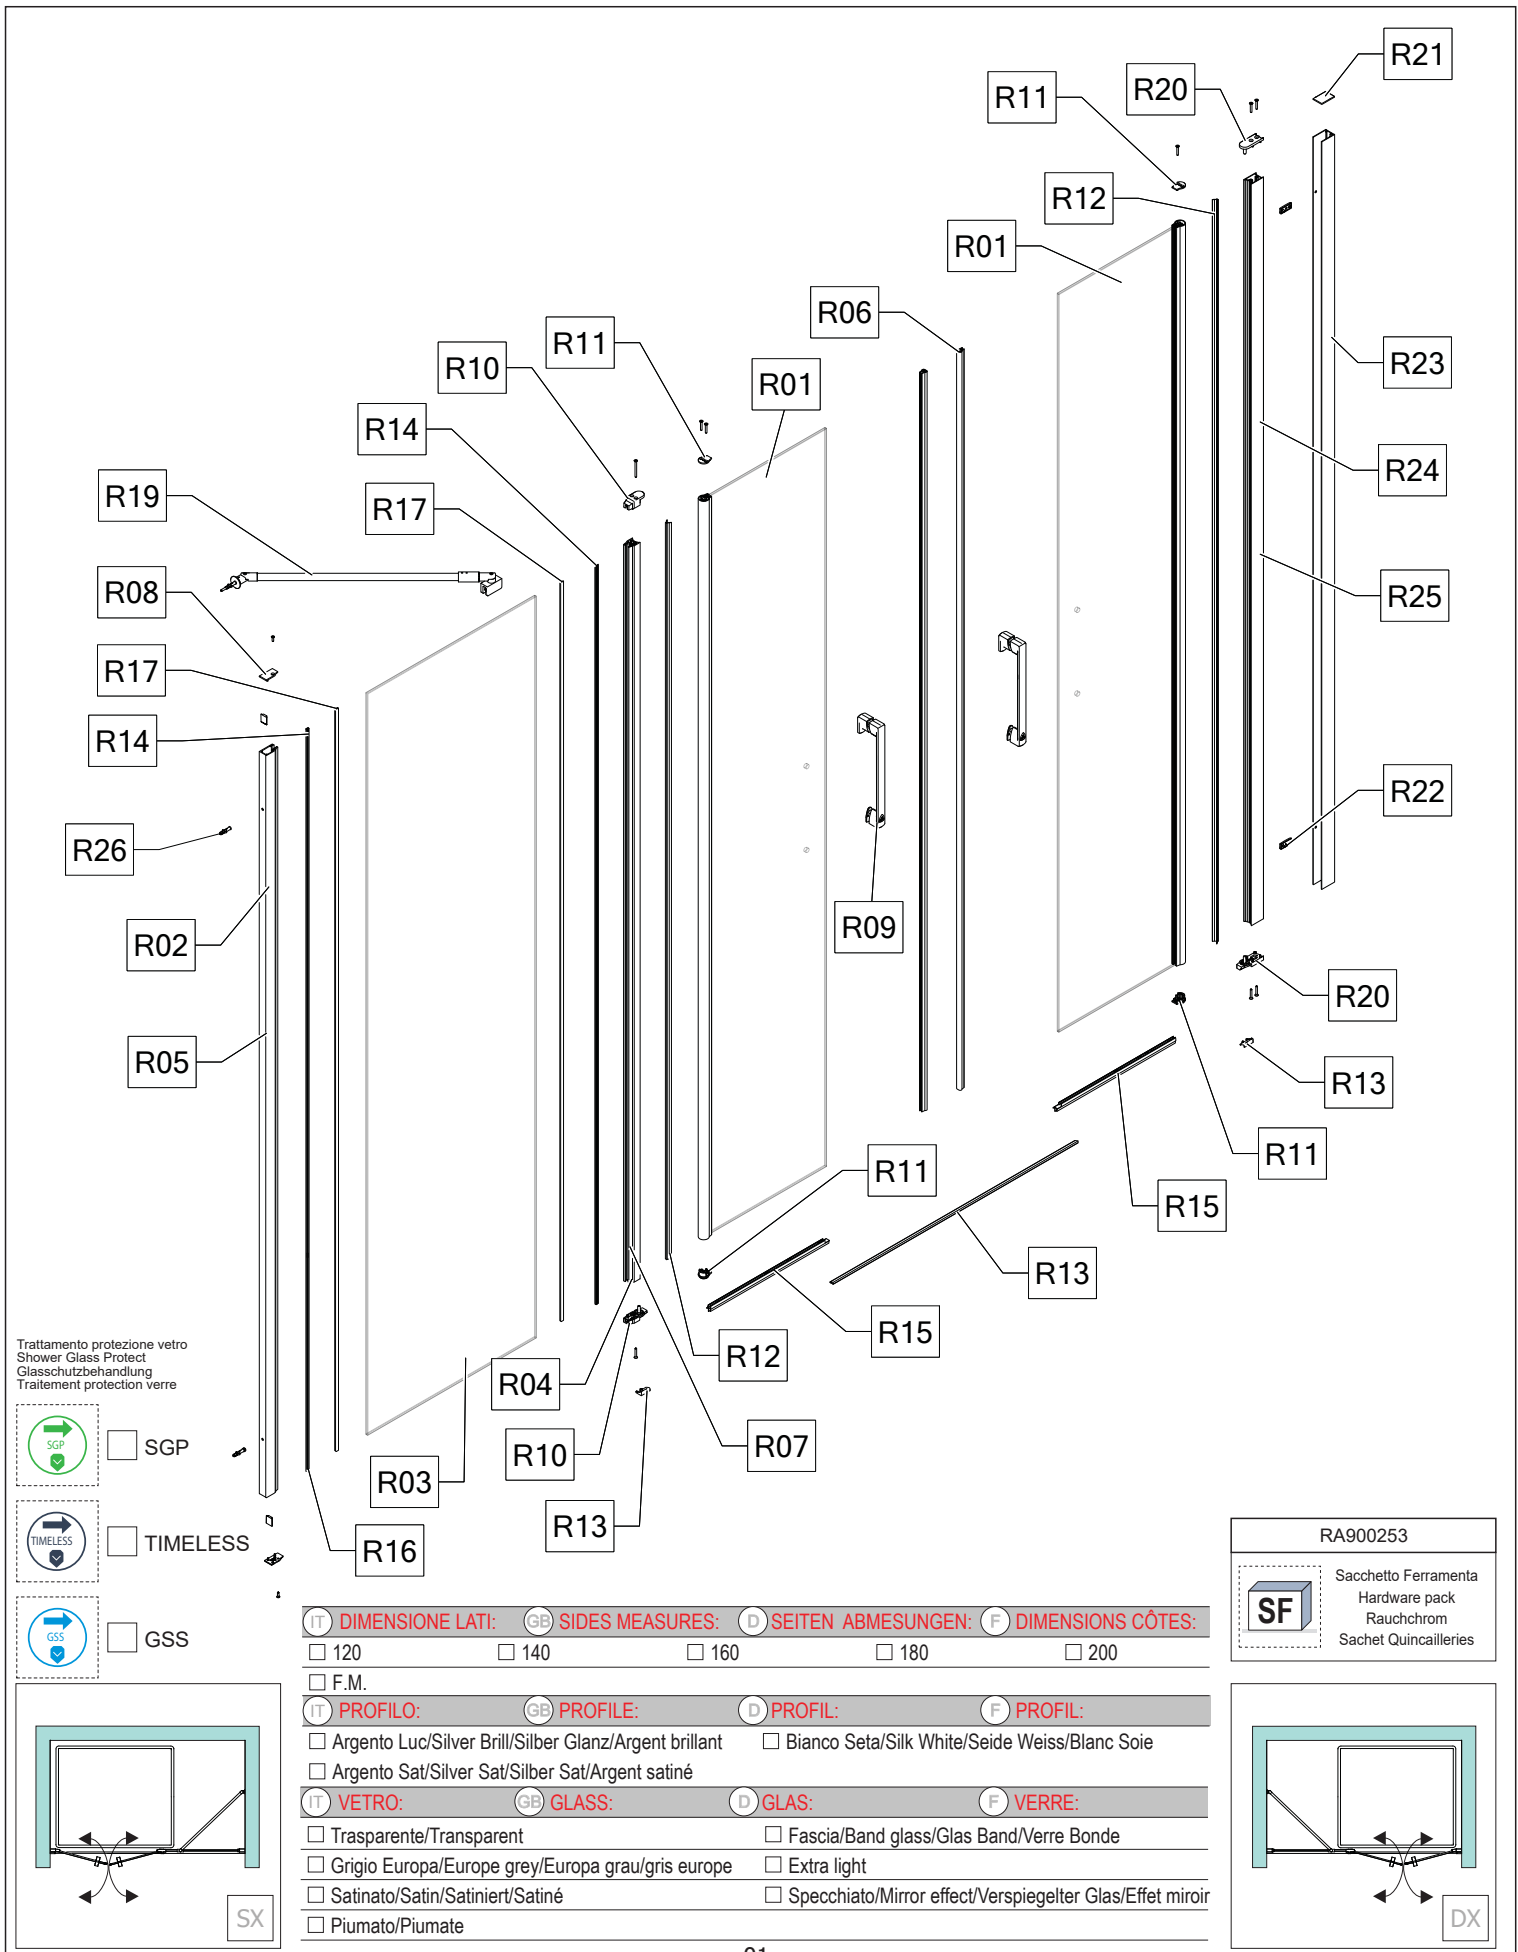 R21
R20
R11
R12
R01
R06
R11
R23
R10
R01
R14
R24
R19
R17
R08
R25
R17
R14
R22
R26
R09
R02
R20
R05
R13
R11
R11
R15
R13
R15
R12
R04
R07
R10
R03
R13
R16
Trattamento protezione vetro
Shower Glass Protect
Glasschutzbehandlung
Traitement protection verre
SGP SGP
TIMELESS TIMELESS
GSS GSS
RA900253
SF
Sacchetto Ferramenta
Hardware pack
Rauchchrom
Sachet Quincailleries
IT DIMENSIONE LATI: GB SIDES MEASURES: D SEITEN ABMESUNGEN: F DIMENSIONS CÔTES:
120 140 160 180 200
F.M.
IT PROFILO: GB PROFILE: D PROFIL: F PROFIL:
Argento Luc/Silver Brill/Silber Glanz/Argent brillant Bianco Seta/Silk White/Seide Weiss/Blanc Soie
Argento Sat/Silver Sat/Silber Sat/Argent satiné
IT VETRO: GB GLASS: D GLAS: F VERRE:
Trasparente/Transparent Fascia/Band glass/Glas Band/Verre Bonde
Grigio Europa/Europe grey/Europa grau/gris europe Extra light
Satinato/Satin/Satiniert/Satiné Specchiato/Mirror effect/Verspiegelter Glas/Effet miroir
Piumato/Piumate
SX
DX